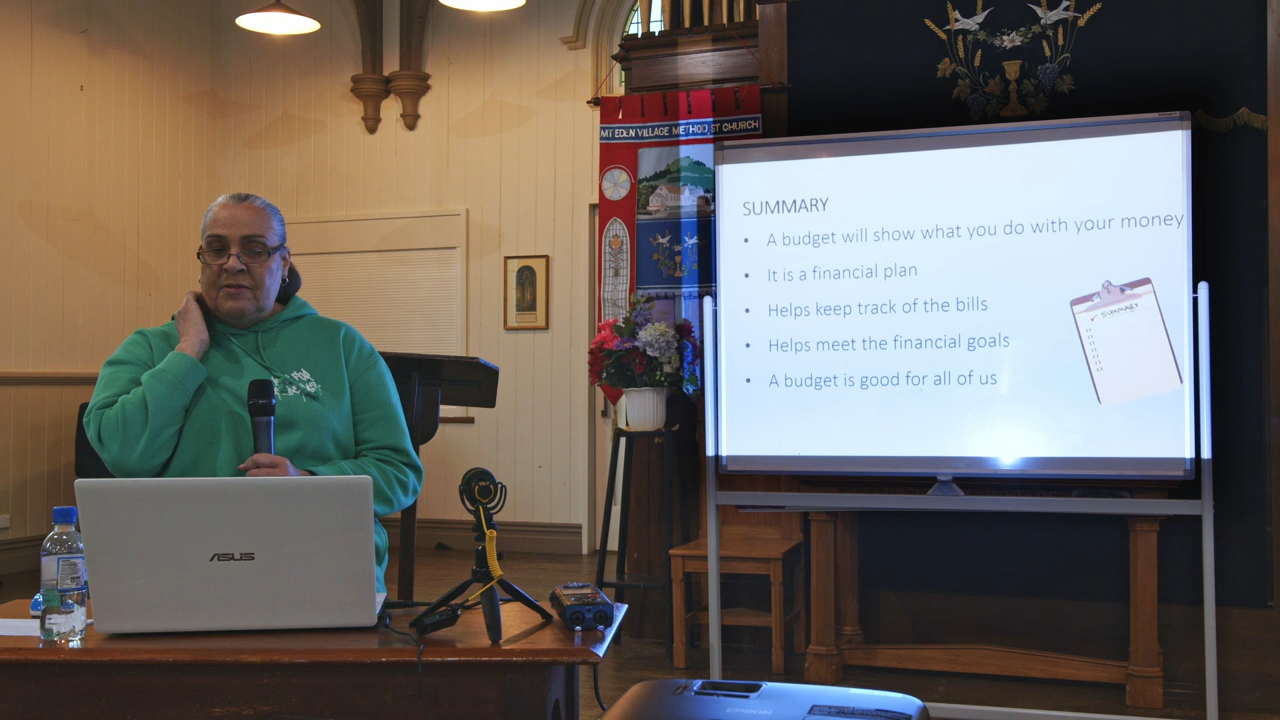 MT EDEN VILLAGE METHODIST CHURCH
SUMMARY
• A budget will show what you do with your money
• It is a financial plan
• Helps keep track of the bills
• Helps meet the financial goals
• A budget is good for all of us
SUMMARY
ASUS
EPSON